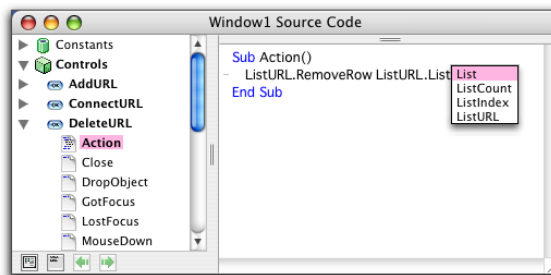 Window1 Source Code
Constants
Controls
AddURL
ConnectURL
DeleteURL
Action
Close
DropObject
GotFocus
LostFocus
MouseDown
Sub Action()
ListURL.RemoveRow ListURL.List
End Sub
List
ListCount
ListIndex
ListURL